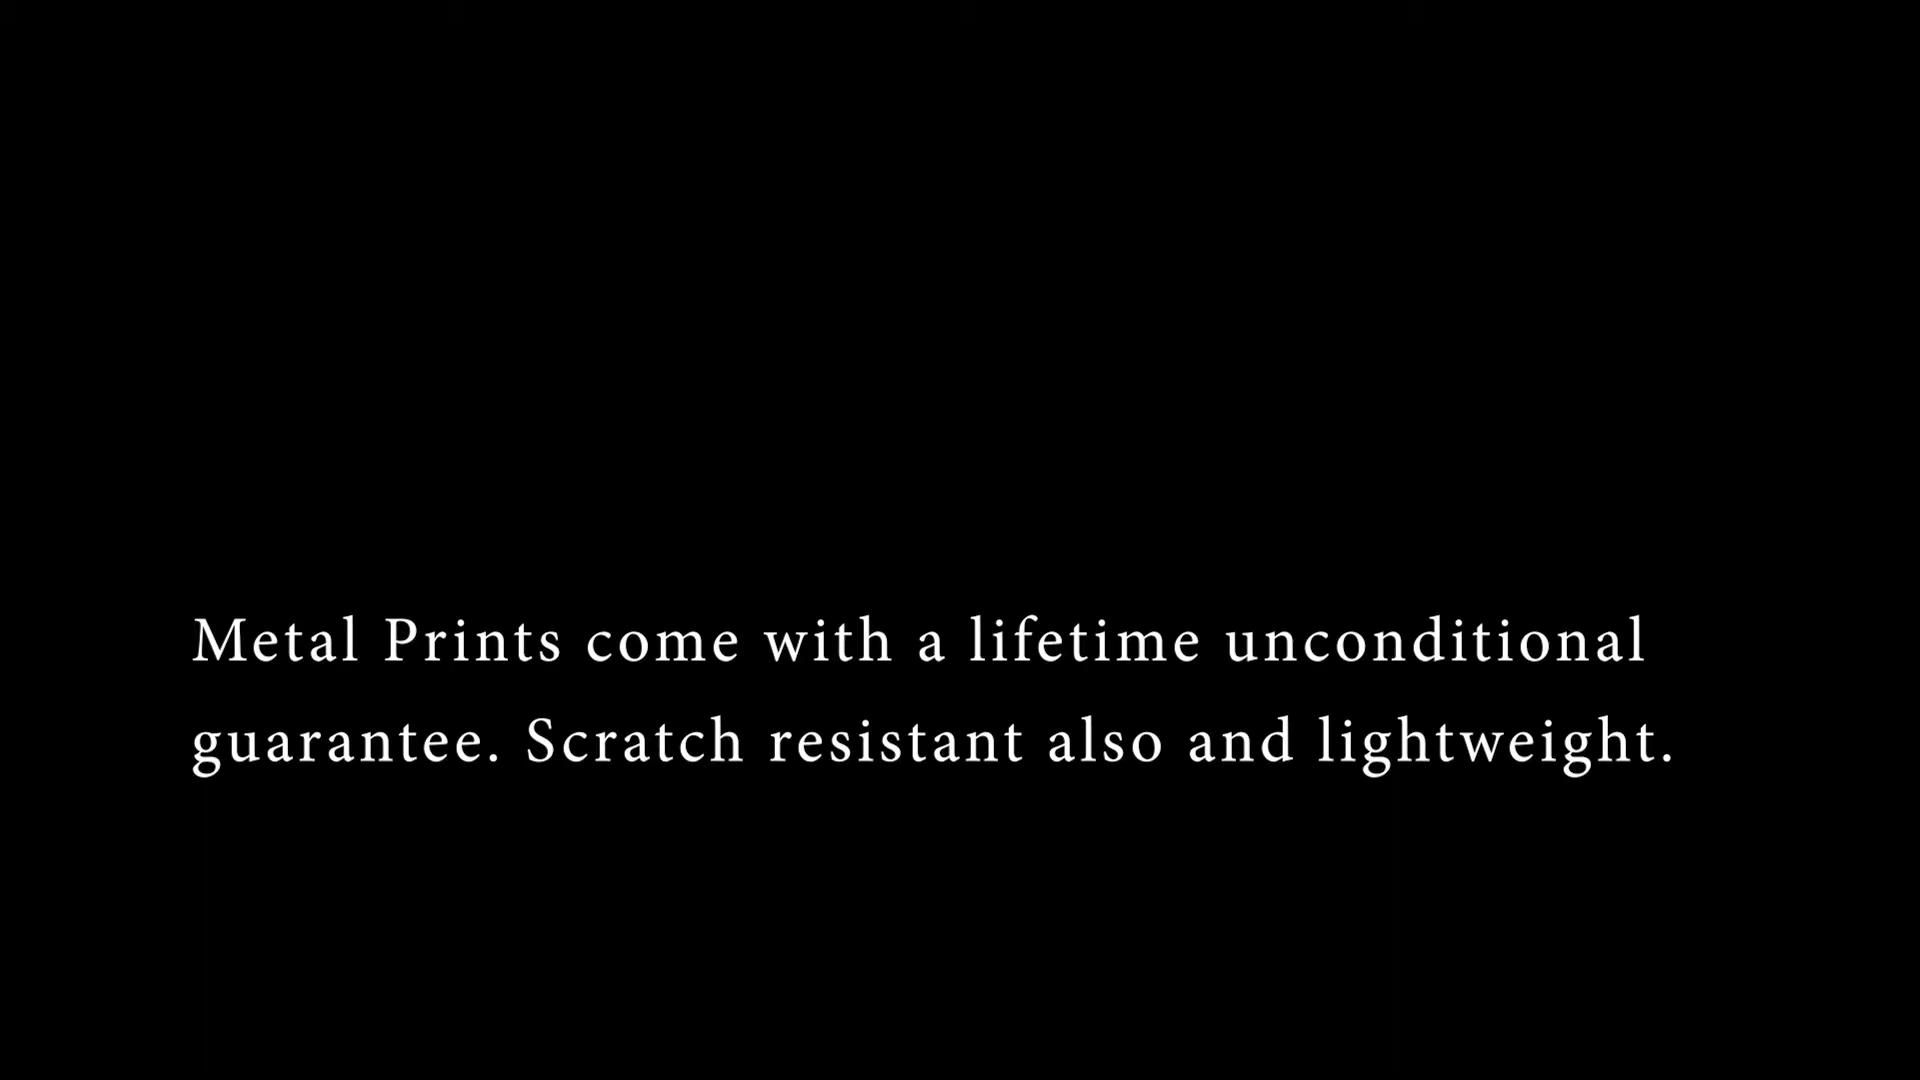 Metal Prints come with a lifetime unconditional
guarantee. Scratch resistant also and lightweight.